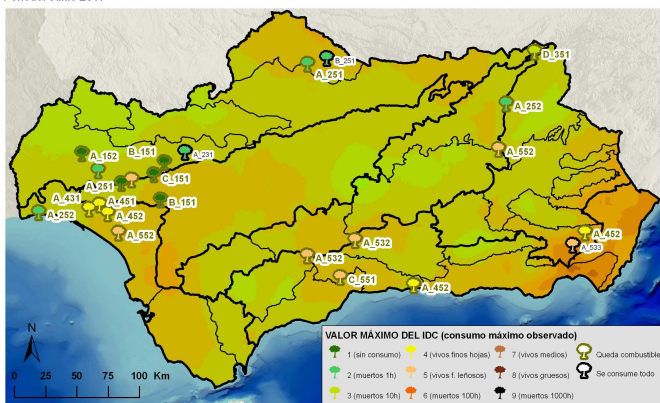 D_351
B_251
A_251
A_252
B_151
A_231
A_152
A_552
C_151
A_251
A_431
A_451
B_151
A_252
A_452
A_552
A_532
A_452
A_533
A_532
C_551
A_452
N
0 25 50 100 Km
VALOR MÁXIMO DEL IDC (consumo máximo observado)
1 (sin consumo) 4 (vivos finos hojas) 7 (vivos medios) Queda combustible
2 (muertos 1h) 5 (vivos f. leñosos) 8 (vivos gruesos) Se consume todo
3 (muertos 10h) 6 (muertos 100h) 9 (muertos 1000h)